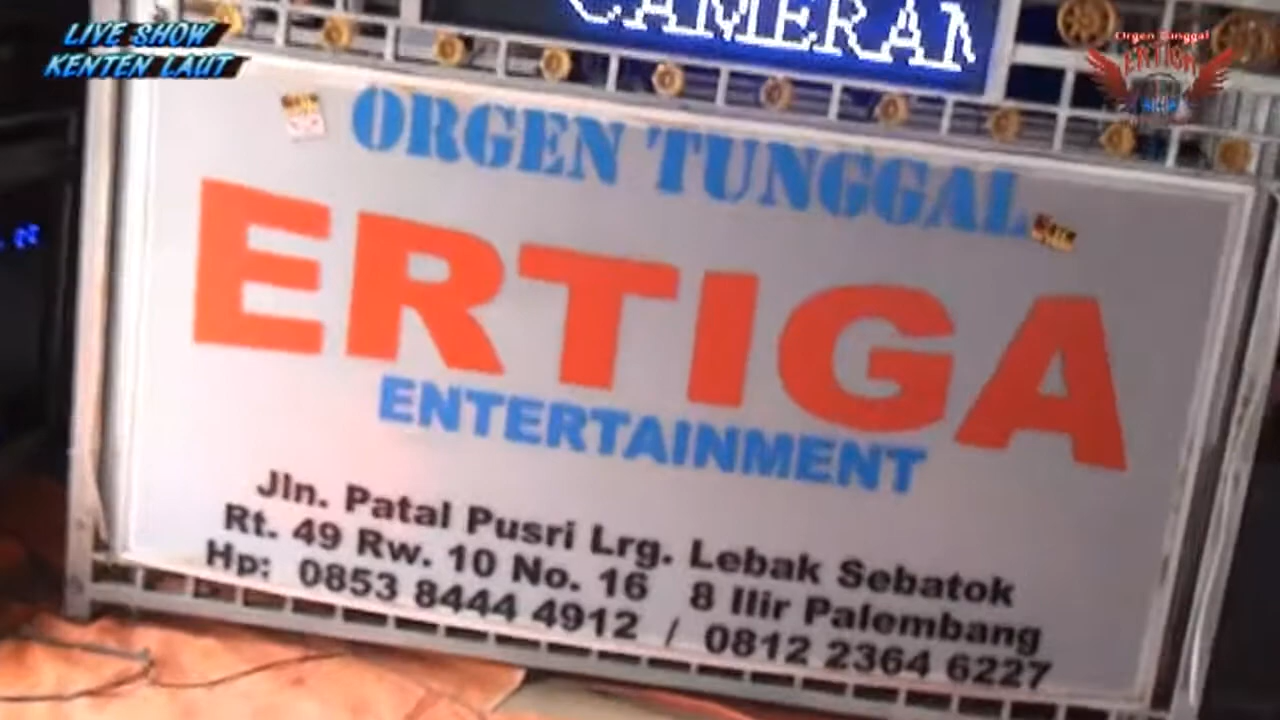 LIVE SHOW
KENTEN LAUT
CAMERAN
Orgen Tunggal
ERTIGA
ORGEN TUNGGAL
ERTIGA
ENTERTAINMENT
Jln. Patal Pusri Lrg. Lebak Sebatok
Rt. 49 Rw. 10 No. 16 8 Ilir Palembang
Hp: 0853 8444 4912 / 0812 2364 6227